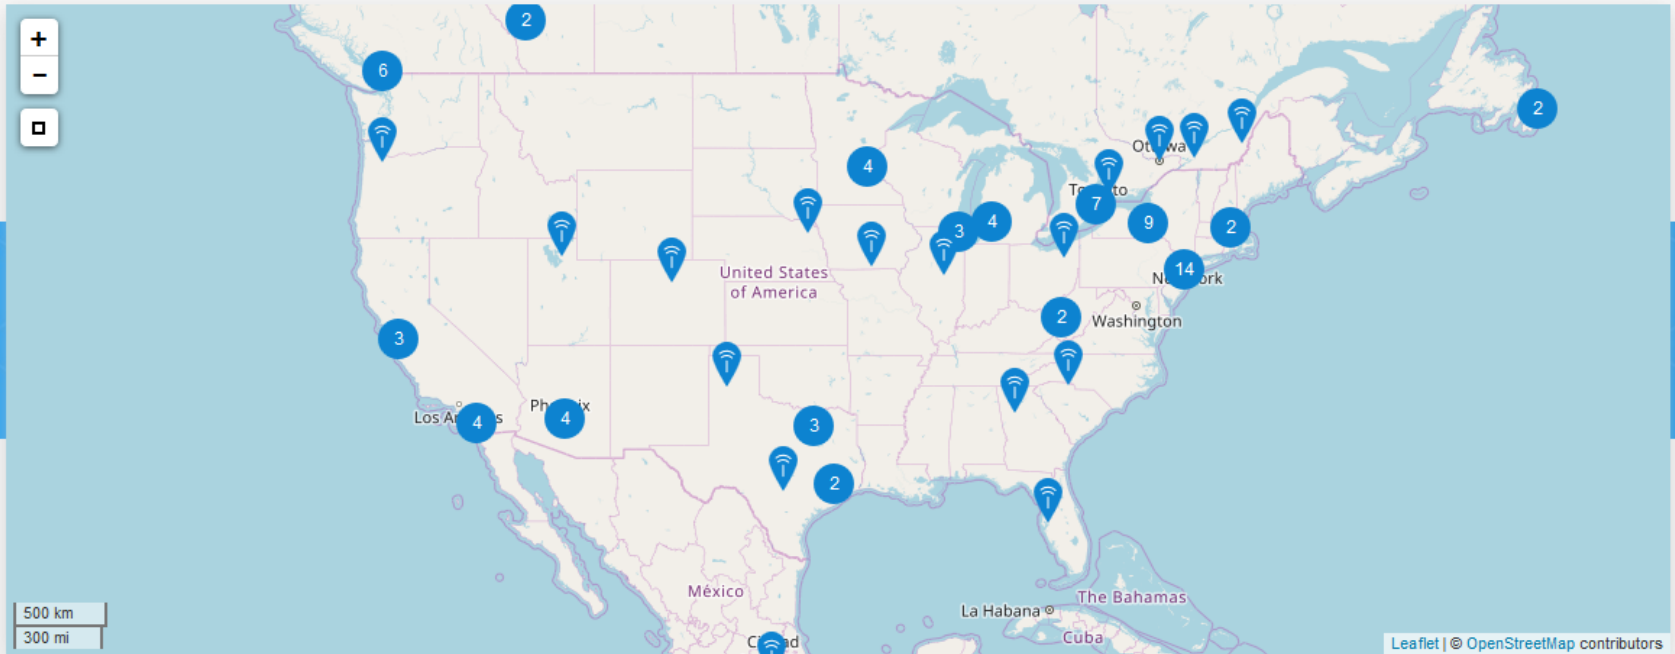 2
+
6
−
2
4
Ottawa
Toronto
7
4
9
2
3
14
New York
United States
of America
2
Washington
3
Los Angeles
4
Phoenix
4
3
2
México
The Bahamas
La Habana
Cuba
Ciudad
500 km
300 mi
Leaflet | © OpenStreetMap contributors